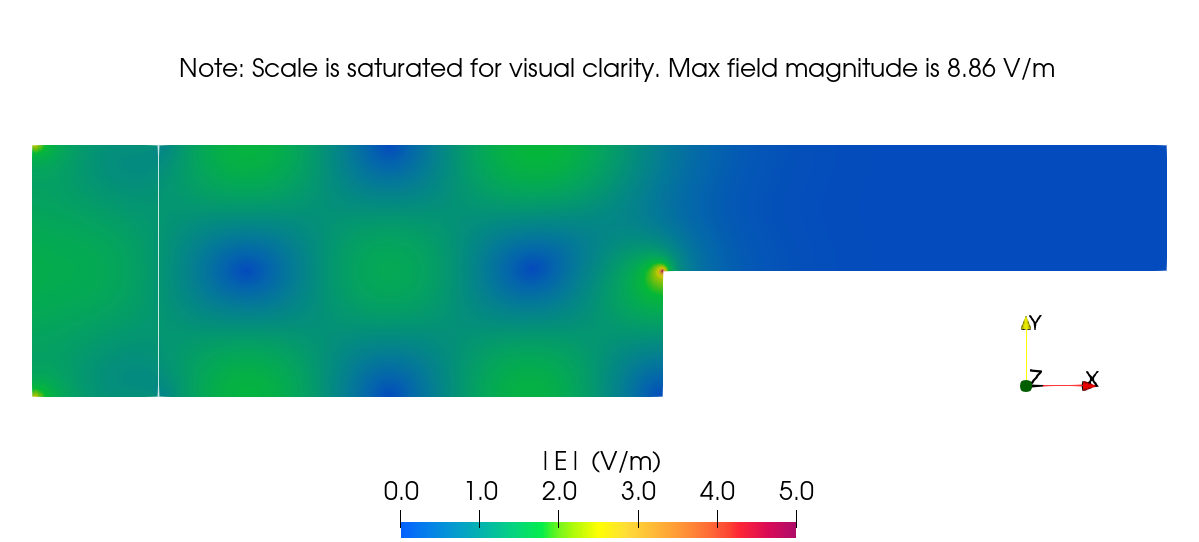 Note: Scale is saturated for visual clarity. Max field magnitude is 8.86 V/m
Y
Z X
|E| (V/m)
0.0 1.0 2.0 3.0 4.0 5.0